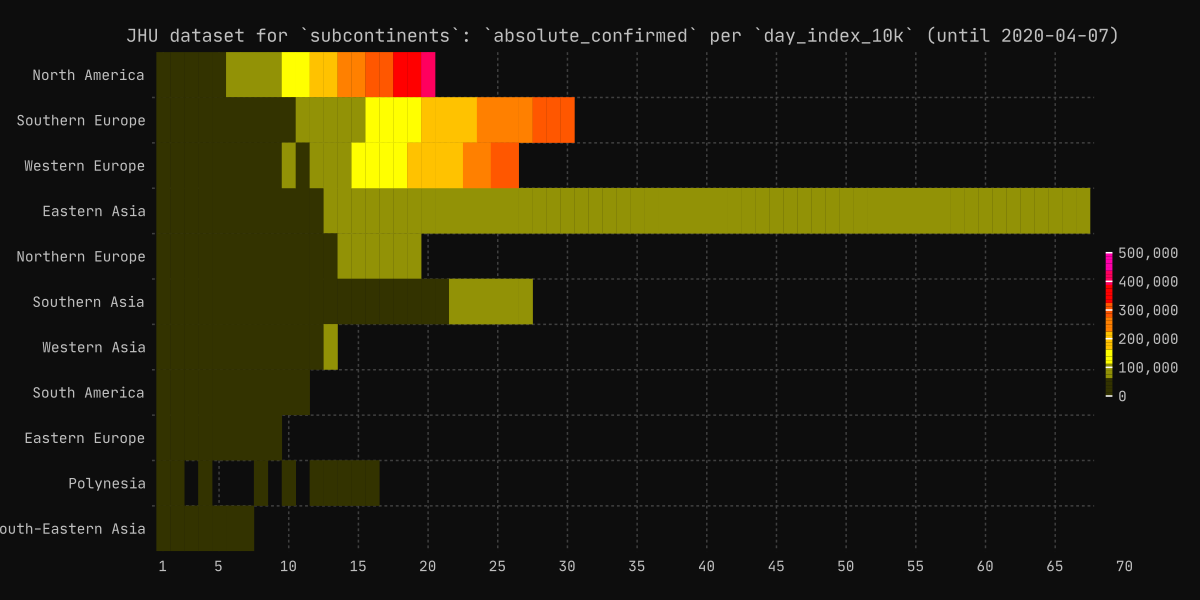 JHU dataset for `subcontinents`: `absolute_confirmed` per `day_index_10k` (until 2020-04-07)
North America
Southern Europe
Western Europe
Eastern Asia
Northern Europe
Southern Asia
Western Asia
South America
Eastern Europe
Polynesia
outh-Eastern Asia
500,000
400,000
300,000
200,000
100,000
0
1 5 10 15 20 25 30 35 40 45 50 55 60 65 70